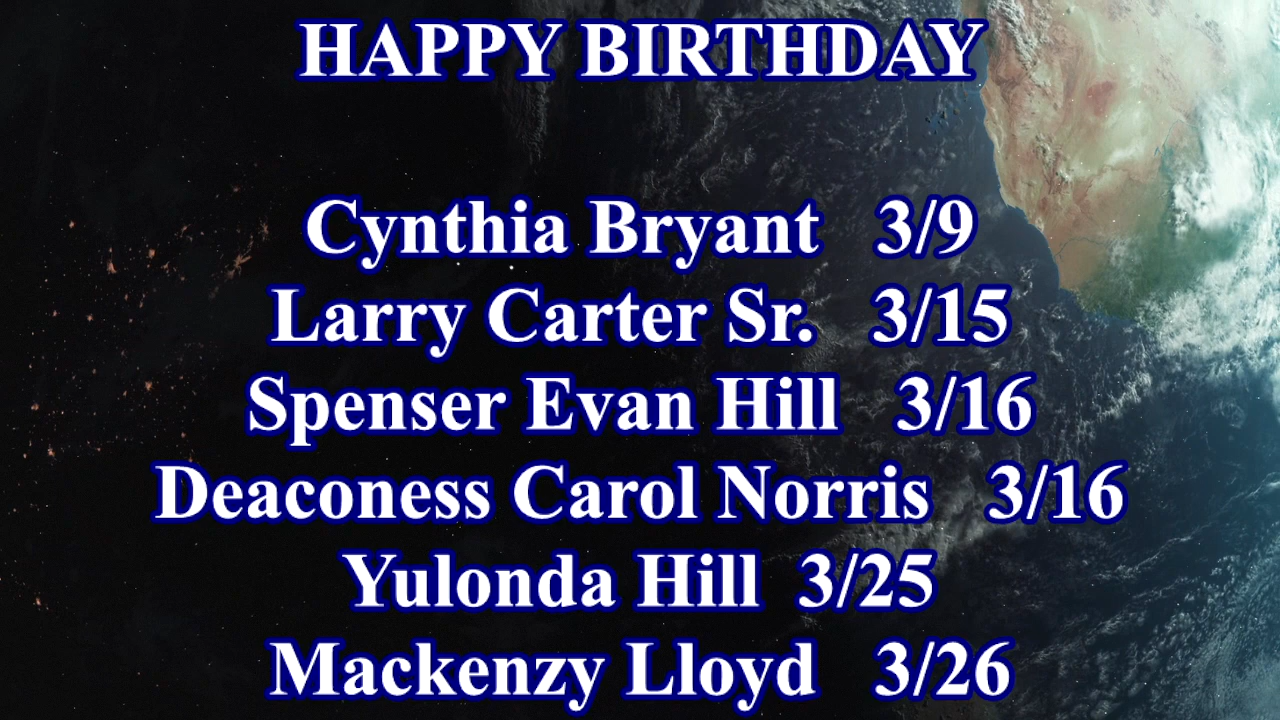 HAPPY BIRTHDAY
Cynthia Bryant 3/9
Larry Carter Sr. 3/15
Spenser Evan Hill 3/16
Deaconess Carol Norris 3/16
Yulonda Hill 3/25
Mackenzy Lloyd 3/26